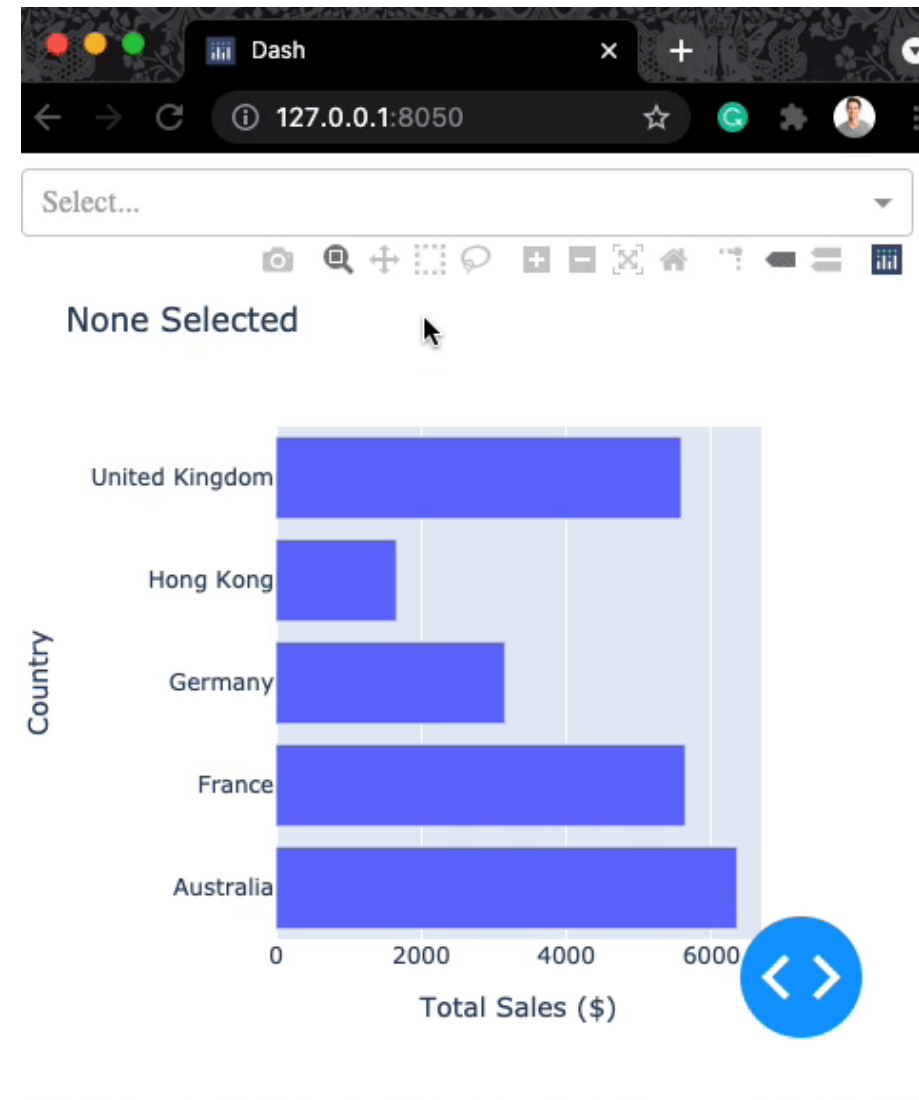 Dash
127.0.0.1:8050
Select...
None Selected
United Kingdom
Hong Kong
Germany
France
Australia
Country
0 2000 4000 6000
Total Sales ($)